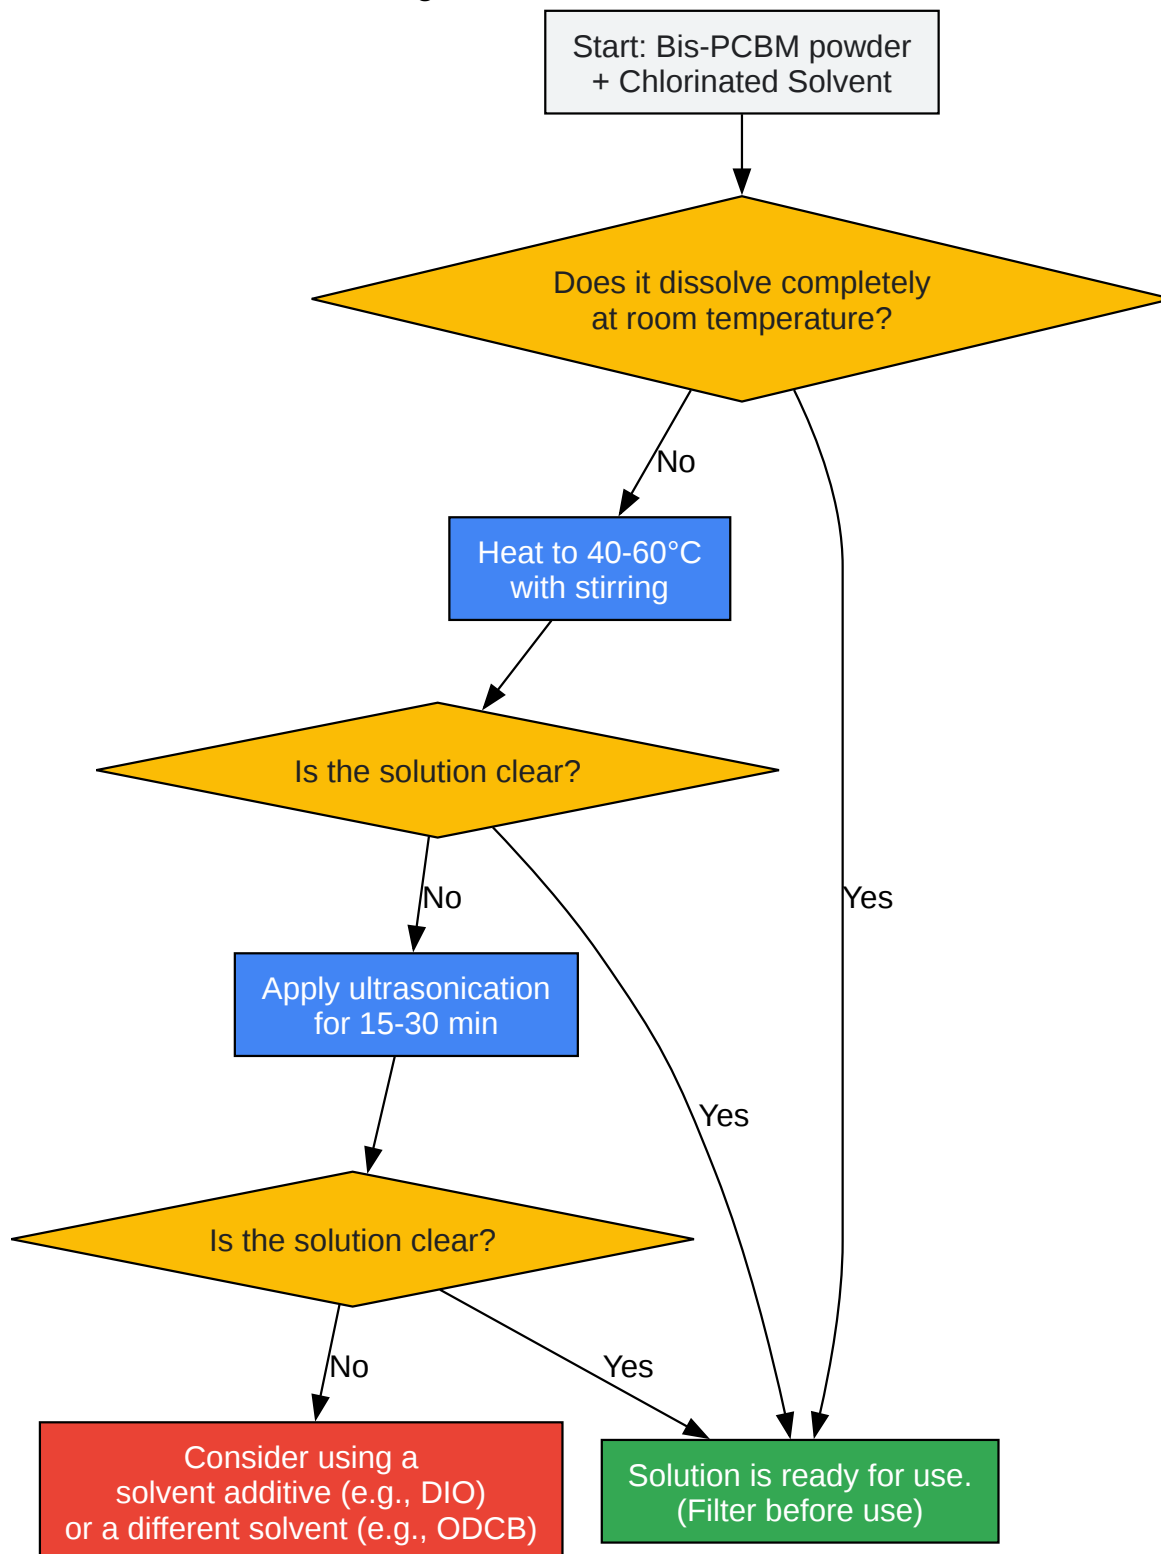 Start: Bis-PCBM powder
+ Chlorinated Solvent
Does it dissolve completely
at room temperature?
No
Heat to 40-60°C
with stirring
Is the solution clear?
No
Yes
Apply ultrasonication
for 15-30 min
Yes
Is the solution clear?
No
Yes
Consider using a
solvent additive (e.g., DIO)
or a different solvent (e.g., ODCB)
Solution is ready for use.
(Filter before use)